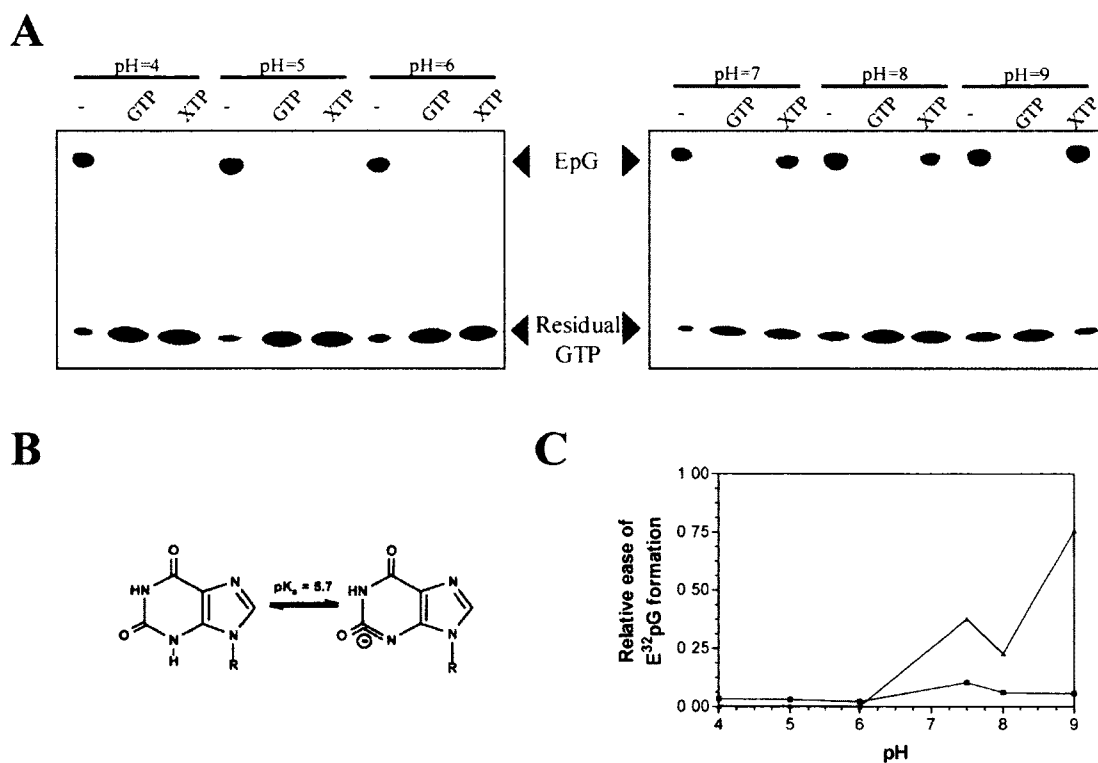 A
pH=4 pH=5 pH=6
- GTP XTP - GTP XTP - GTP XTP
pH=7 pH=8 pH=9
- GTP XTP - GTP XTP - GTP XTP
EpG
Residual
GTP
B
O
HN
N
O
N
H
N
R
pKa = 5.7
O
HN
N
O
⊖
N
N
R
C
Relative ease of
E32pG formation
1 00
0 75
0 50
0 25
0 00
4 5 6 7 8 9
pH